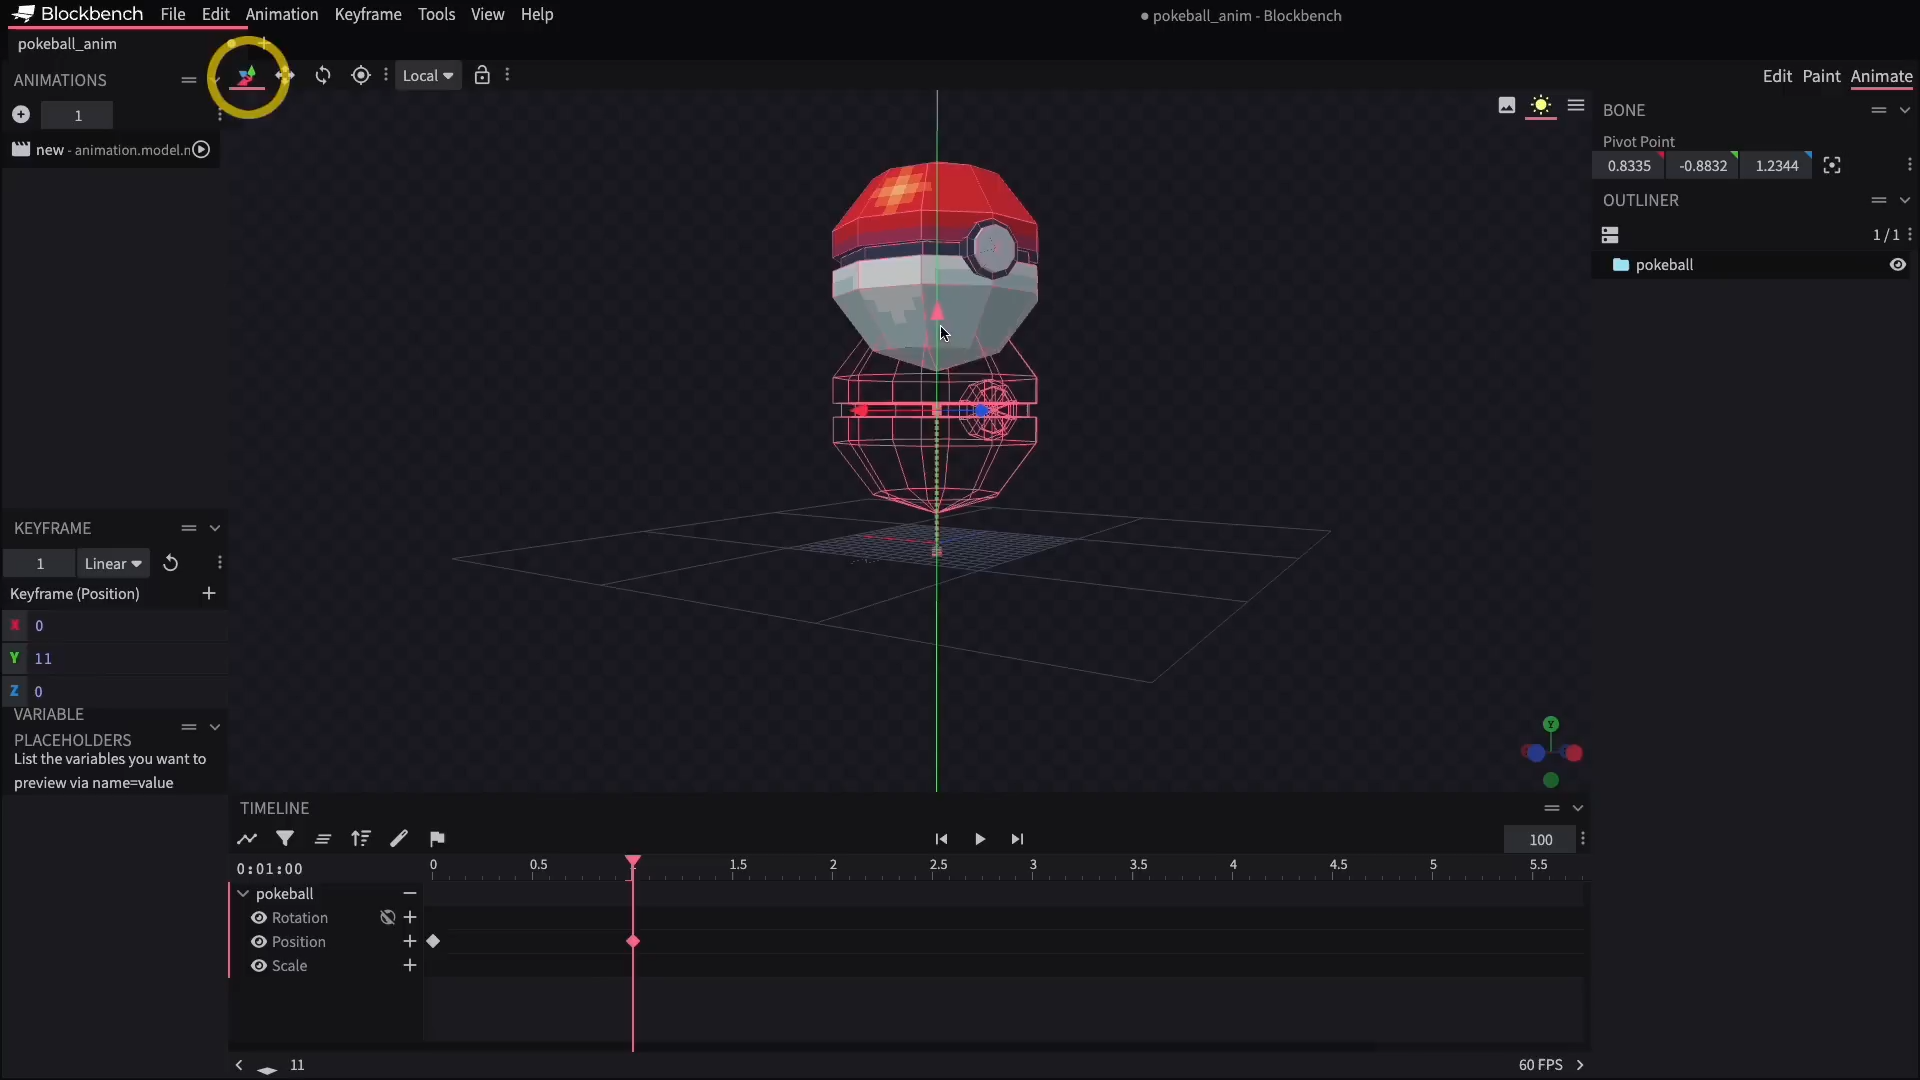 Blockbench File Edit Animation Keyframe Tools View Help
pokeball_anim - Blockbench
pokeball_anim
ANIMATIONS
Local
Edit Paint Animate
1
new - animation.model.n
BONE
Pivot Point
0.8335 -0.8832 1.2344
OUTLINER
1 / 1
pokeball
KEYFRAME
1 Linear
Keyframe (Position)
X 0
Y 11
Z 0
VARIABLE
PLACEHOLDERS
List the variables you want to
preview via name=value
Y
TIMELINE
100
0:01:00 0 0.5 1.5 2 2.5 3 3.5 4 4.5 5 5.5
pokeball
Rotation
Position
Scale
11 60 FPS